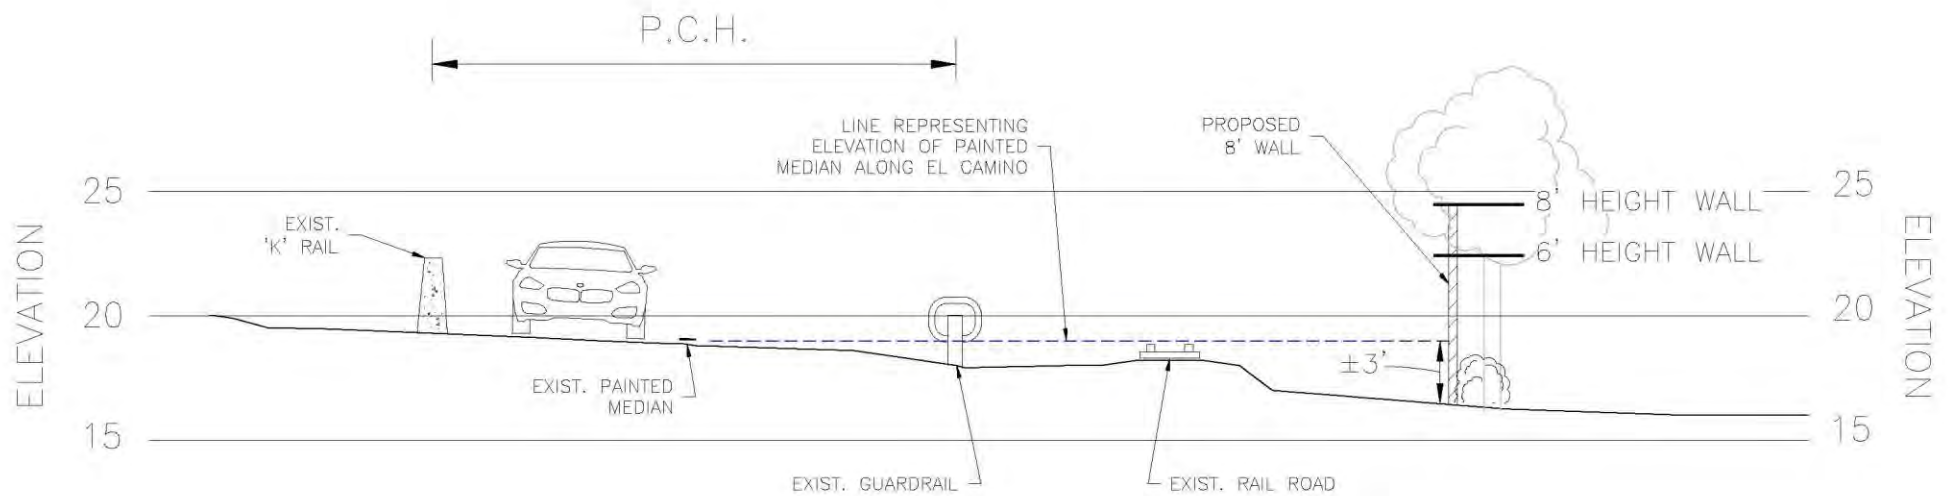 P.C.H.
LINE REPRESENTING
ELEVATION OF PAINTED
MEDIAN ALONG EL CAMINO
PROPOSED
8' WALL
25
25
8' HEIGHT WALL
EXIST.
'K' RAIL
6' HEIGHT WALL
ELEVATION
ELEVATION
20
20
±3'
EXIST. PAINTED
MEDIAN
15
15
EXIST. GUARDRAIL
EXIST. RAIL ROAD